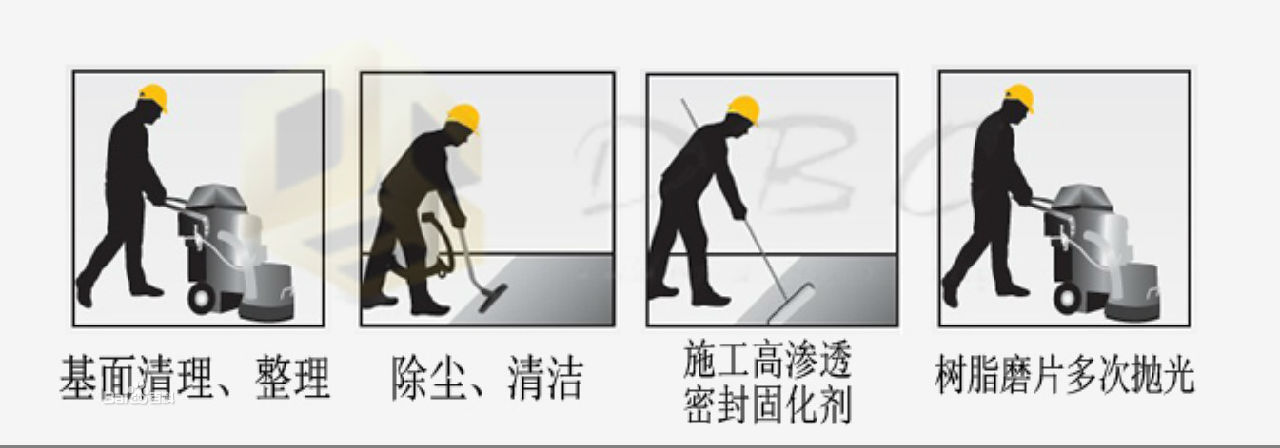 DBC
基面清理、整理
除尘、清洁
施工高渗透
密封固化剂
树脂磨片多次抛光